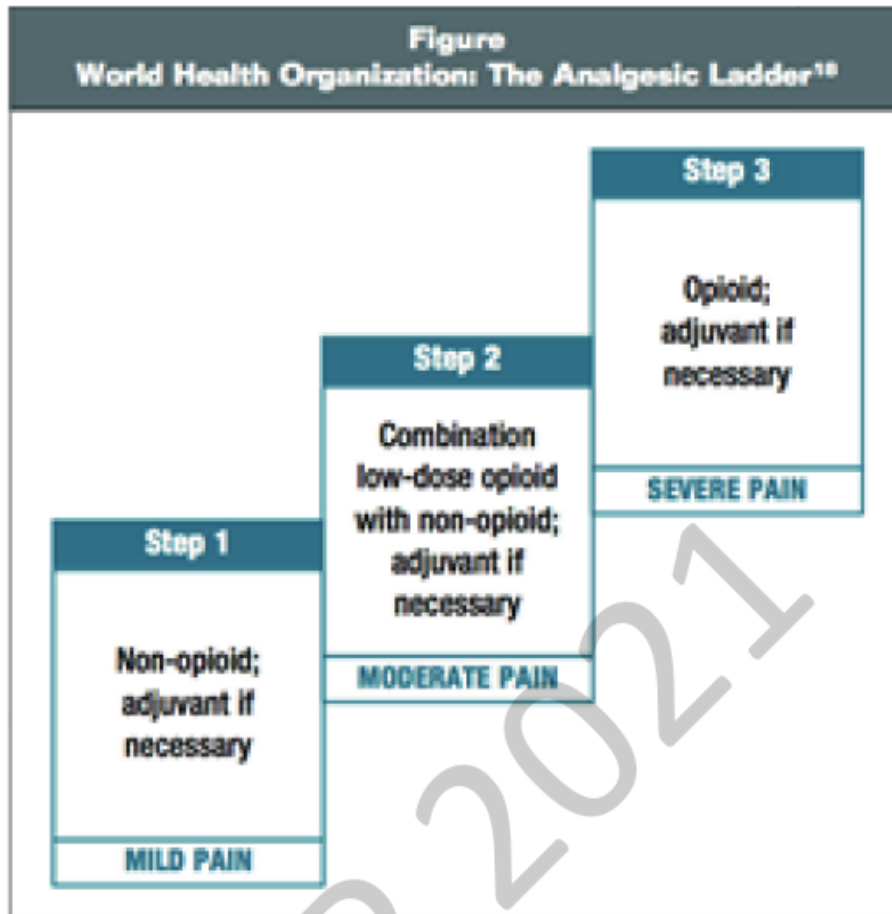 Figure
World Health Organization: The Analgesic Ladder¹⁸
Step 1
Non-opioid;
adjuvant if
necessary
MILD PAIN
Step 2
Combination
low-dose opioid
with non-opioid;
adjuvant if
necessary
MODERATE PAIN
Step 3
Opioid;
adjuvant if
necessary
SEVERE PAIN
2021